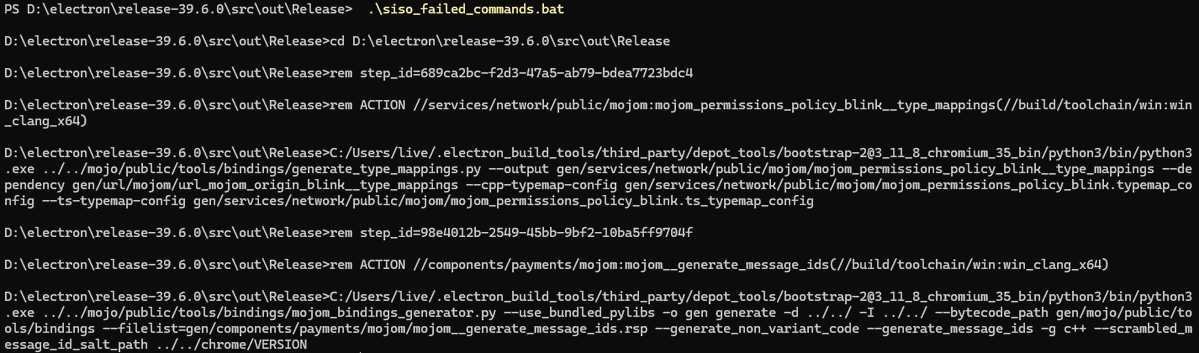 PS D:\electron\release-39.6.0\src\out\Release>  .\siso_failed_commands.bat
D:\electron\release-39.6.0\src\out\Release>cd D:\electron\release-39.6.0\src\out\Release
D:\electron\release-39.6.0\src\out\Release>rem step_id=689ca2bc-f2d3-47a5-ab79-bdea7723bdc4
D:\electron\release-39.6.0\src\out\Release>rem ACTION //services/network/public/mojom:mojom_permissions_policy_blink__type_mappings(//build/toolchain/win:win
_clang_x64)
D:\electron\release-39.6.0\src\out\Release>C:/Users/live/.electron_build_tools/third_party/depot_tools/bootstrap-2@3_11_8_chromium_35_bin/python3/bin/python3
.exe ../../mojo/public/tools/bindings/generate_type_mappings.py --output gen/services/network/public/mojom/mojom_permissions_policy_blink__type_mappings --de
pendency gen/url/mojom/url_mojom_origin_blink__type_mappings --cpp-typemap-config gen/services/network/public/mojom/mojom_permissions_policy_blink.typemap_co
nfig --ts-typemap-config gen/services/network/public/mojom/mojom_permissions_policy_blink.ts_typemap_config
D:\electron\release-39.6.0\src\out\Release>rem step_id=98e4012b-2549-45bb-9bf2-10ba5ff9704f
D:\electron\release-39.6.0\src\out\Release>rem ACTION //components/payments/mojom:mojom__generate_message_ids(//build/toolchain/win:win_clang_x64)
D:\electron\release-39.6.0\src\out\Release>C:/Users/live/.electron_build_tools/third_party/depot_tools/bootstrap-2@3_11_8_chromium_35_bin/python3/bin/python3
.exe ../../mojo/public/tools/bindings/mojom_bindings_generator.py --use_bundled_pylibs -o gen generate -d ../../ -I ../../ --bytecode_path gen/mojo/public/to
ols/bindings --filelist=gen/components/payments/mojom/mojom__generate_message_ids.rsp --generate_non_variant_code --generate_message_ids -g c++ --scrambled_m
essage_id_salt_path ../../chrome/VERSION